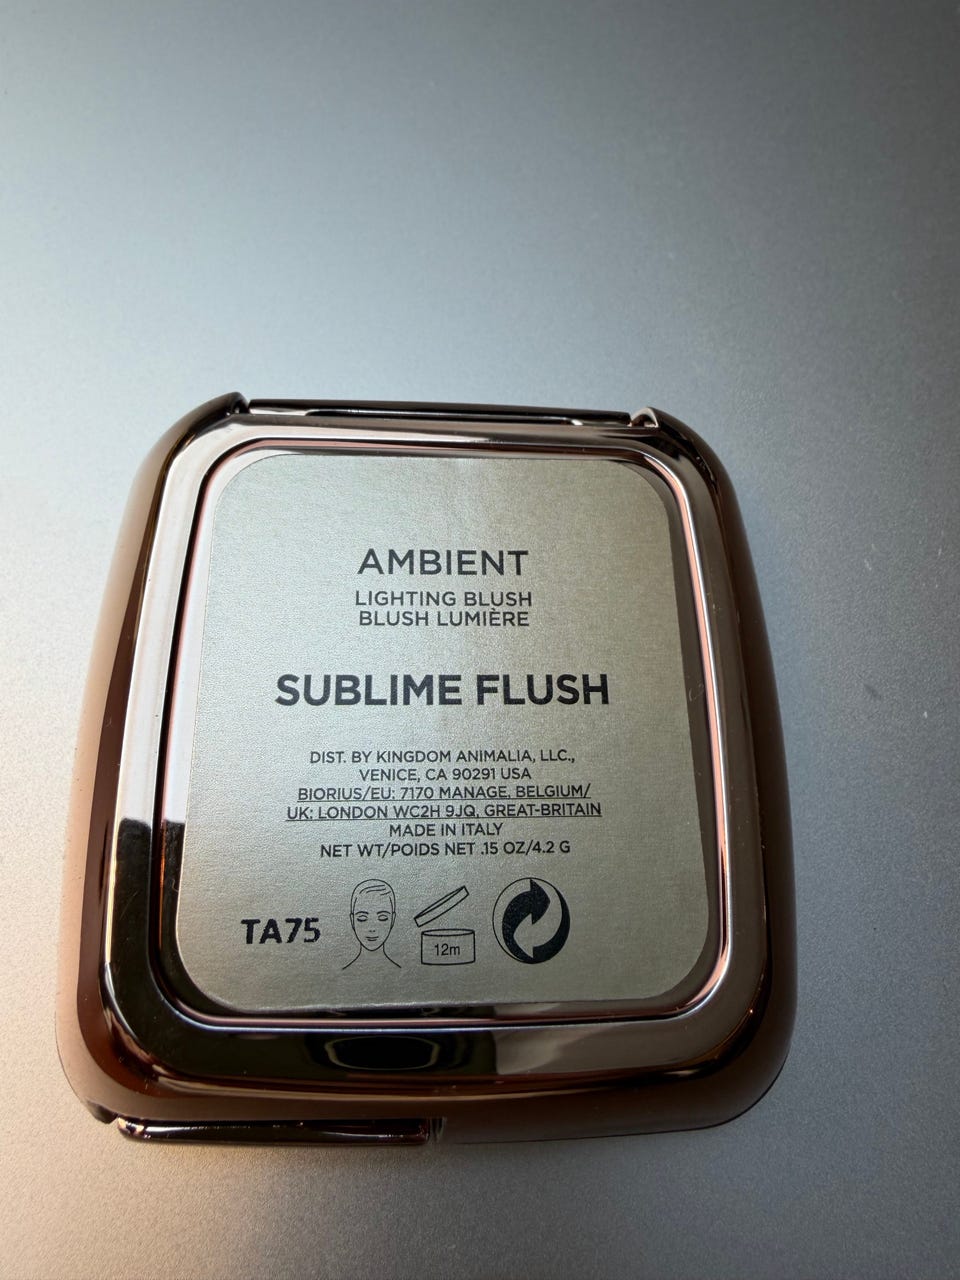 AMBIENT
LIGHTING BLUSH
BLUSH LUMIÈRE
SUBLIME FLUSH
DIST. BY KINGDOM ANIMALIA, LLC.,
VENICE, CA 90291 USA
BIORIUS/EU: 7170 MANAGE, BELGIUM/
UK: LONDON WC2H 9JQ, GREAT-BRITAIN
MADE IN ITALY
NET WT/POIDS NET .15 OZ/4.2 G
TA75 12m